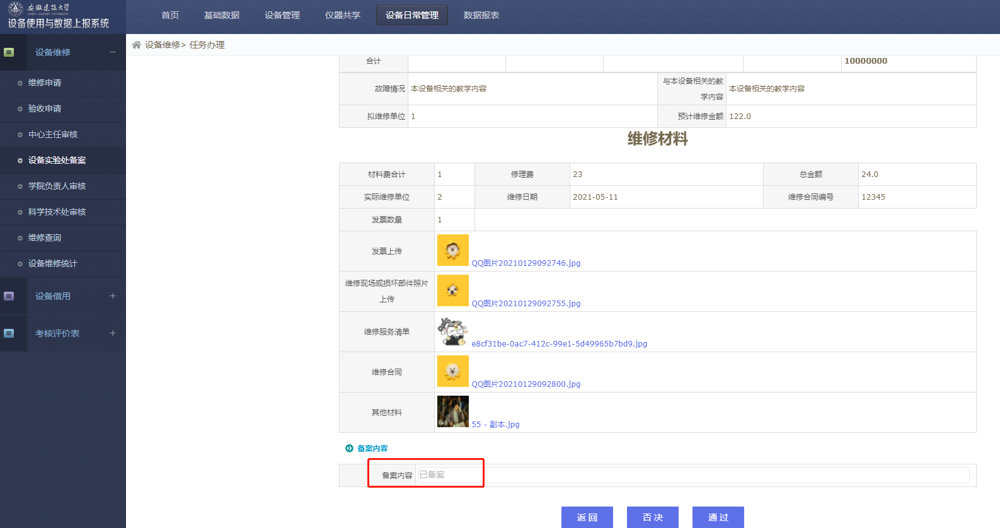 安徽建筑大学
ANHUI JIANZHU UNIVERSITY
设备使用与数据上报系统
首页 基础数据 设备管理 仪器共享 设备日常管理 数据报表
设备维修> 任务办理
设备维修
维修申请
验收申请
中心主任审核
设备实验处备案
学院负责人审核
科学技术处审核
维修查询
设备维修统计
设备借用
考核评价表
合计 10000000
故障情况 本设备相关的教学内容 与本设备相关的教
学内容 本设备相关的教学内容
拟维修单位 1 预计维修金额 122.0
维修材料
材料费合计 1 修理费 23 总金额 24.0
实际维修单位 2 维修日期 2021-05-11 维修合同编号 12345
发票数量 1
发票上传 QQ图片20210129092746.jpg
维修现场或损坏部件照片
上传 QQ图片20210129092755.jpg
维修服务清单 e8cf31be-0ac7-412c-99e1-5d49965b7bd9.jpg
维修合同 QQ图片20210129092800.jpg
其他材料 55 - 副本.jpg
备案内容
备案内容 已备案
返 回 否 决 通 过